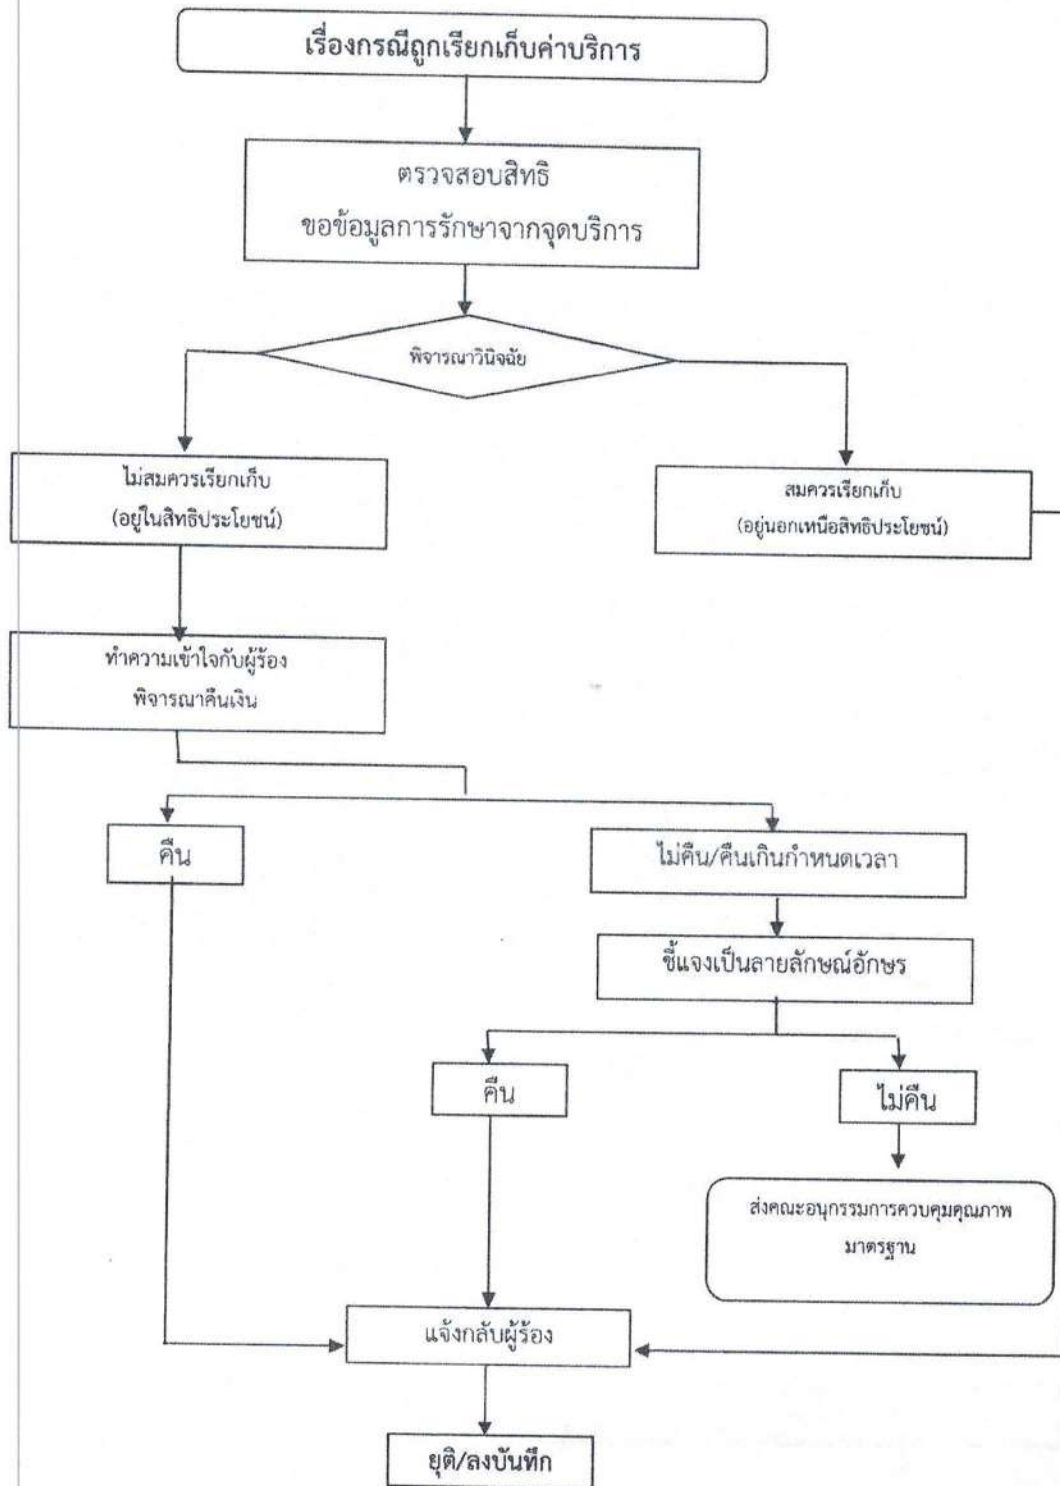 เรื่องกรณีถูกเรียกเก็บค่าบริการ
ตรวจสอบสิทธิ
ขอข้อมูลการรักษาจากจุดบริการ
พิจารณาวินิจฉัย
ไม่สมควรเรียกเก็บ
(อยู่ในสิทธิประโยชน์)
สมควรเรียกเก็บ
(อยู่นอกเหนือสิทธิประโยชน์)
ทำความเข้าใจกับผู้ร้อง
พิจารณาคืนเงิน
คืน
ไม่คืน/คืนเกินกำหนดเวลา
ชี้แจงเป็นลายลักษณ์อักษร
คืน
ไม่คืน
ส่งคณะอนุกรรมการควบคุมคุณภาพ
มาตรฐาน
แจ้งกลับผู้ร้อง
ยุติ/ลงบันทึก